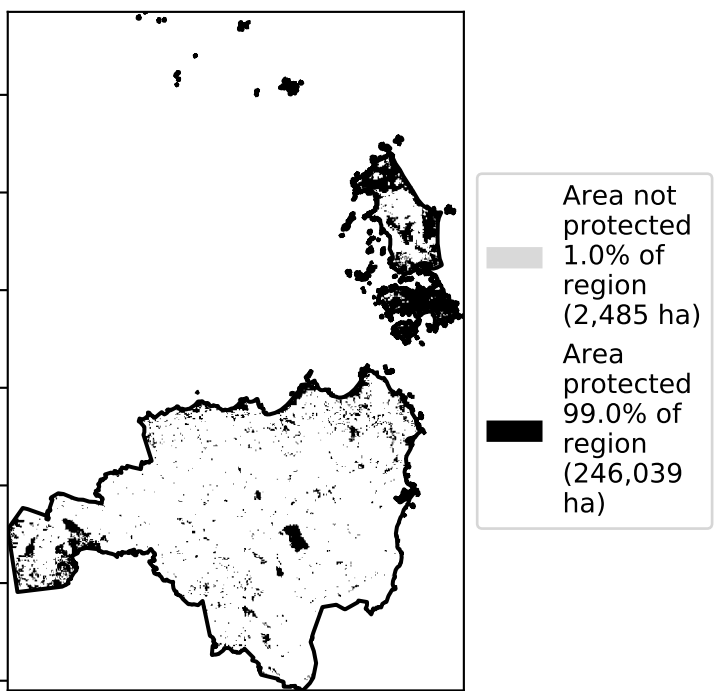 Area not
protected
1.0% of
region
(2,485 ha)
Area
protected
99.0% of
region
(246,039
ha)